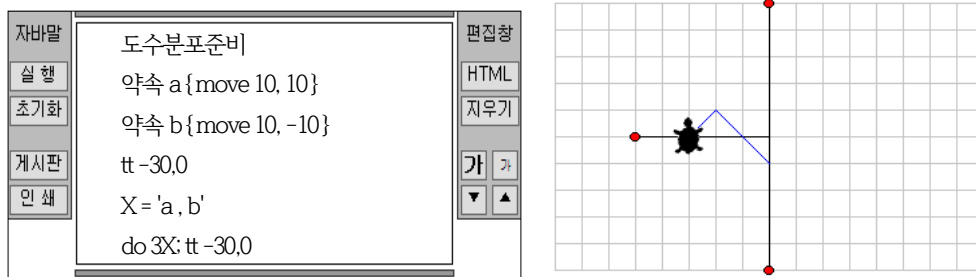 자바말
실 행
초기화
게시판
인 쇄
도수분포준비
약속 a{move 10, 10}
약속 b{move 10, -10}
tt -30,0
X = 'a , b'
do 3X; tt -30,0
편집창
HTML
지우기
가 가
▼ ▲